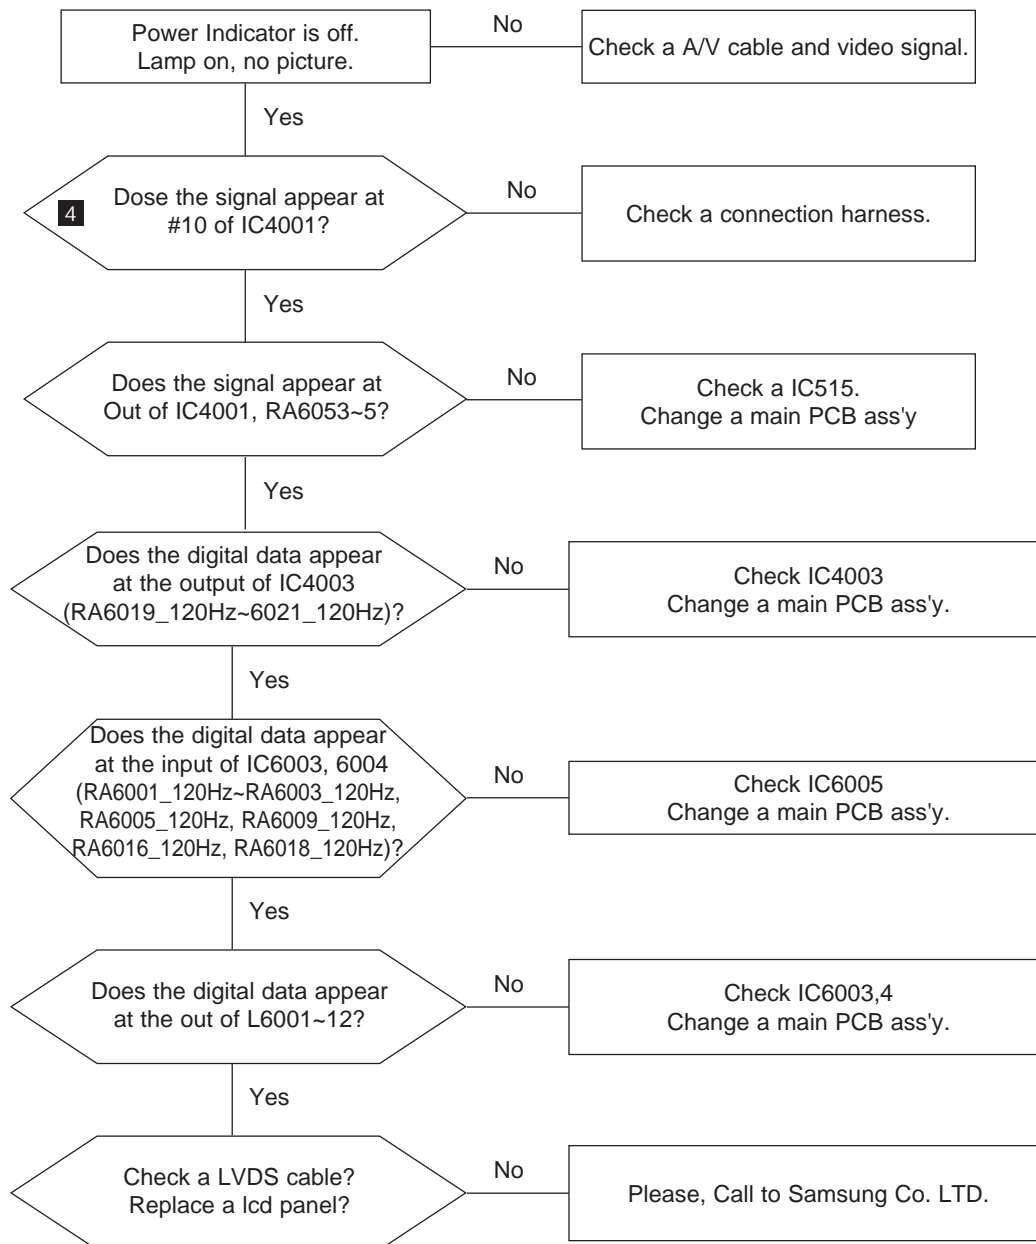 Power Indicator is off.
Lamp on, no picture.
No
Check a A/V cable and video signal.
Yes
4
Dose the signal appear at
#10 of IC4001?
No
Check a connection harness.
Yes
Does the signal appear at
Out of IC4001, RA6053~5?
No
Check a IC515.
Change a main PCB ass'y
Yes
Does the digital data appear
at the output of IC4003
(RA6019_120Hz~6021_120Hz)?
No
Check IC4003
Change a main PCB ass'y.
Yes
Does the digital data appear
at the input of IC6003, 6004
(RA6001_120Hz~RA6003_120Hz,
RA6005_120Hz, RA6009_120Hz,
RA6016_120Hz, RA6018_120Hz)?
No
Check IC6005
Change a main PCB ass'y.
Yes
Does the digital data appear
at the out of L6001~12?
No
Check IC6003,4
Change a main PCB ass'y.
Yes
Check a LVDS cable?
Replace a lcd panel?
No
Please, Call to Samsung Co. LTD.